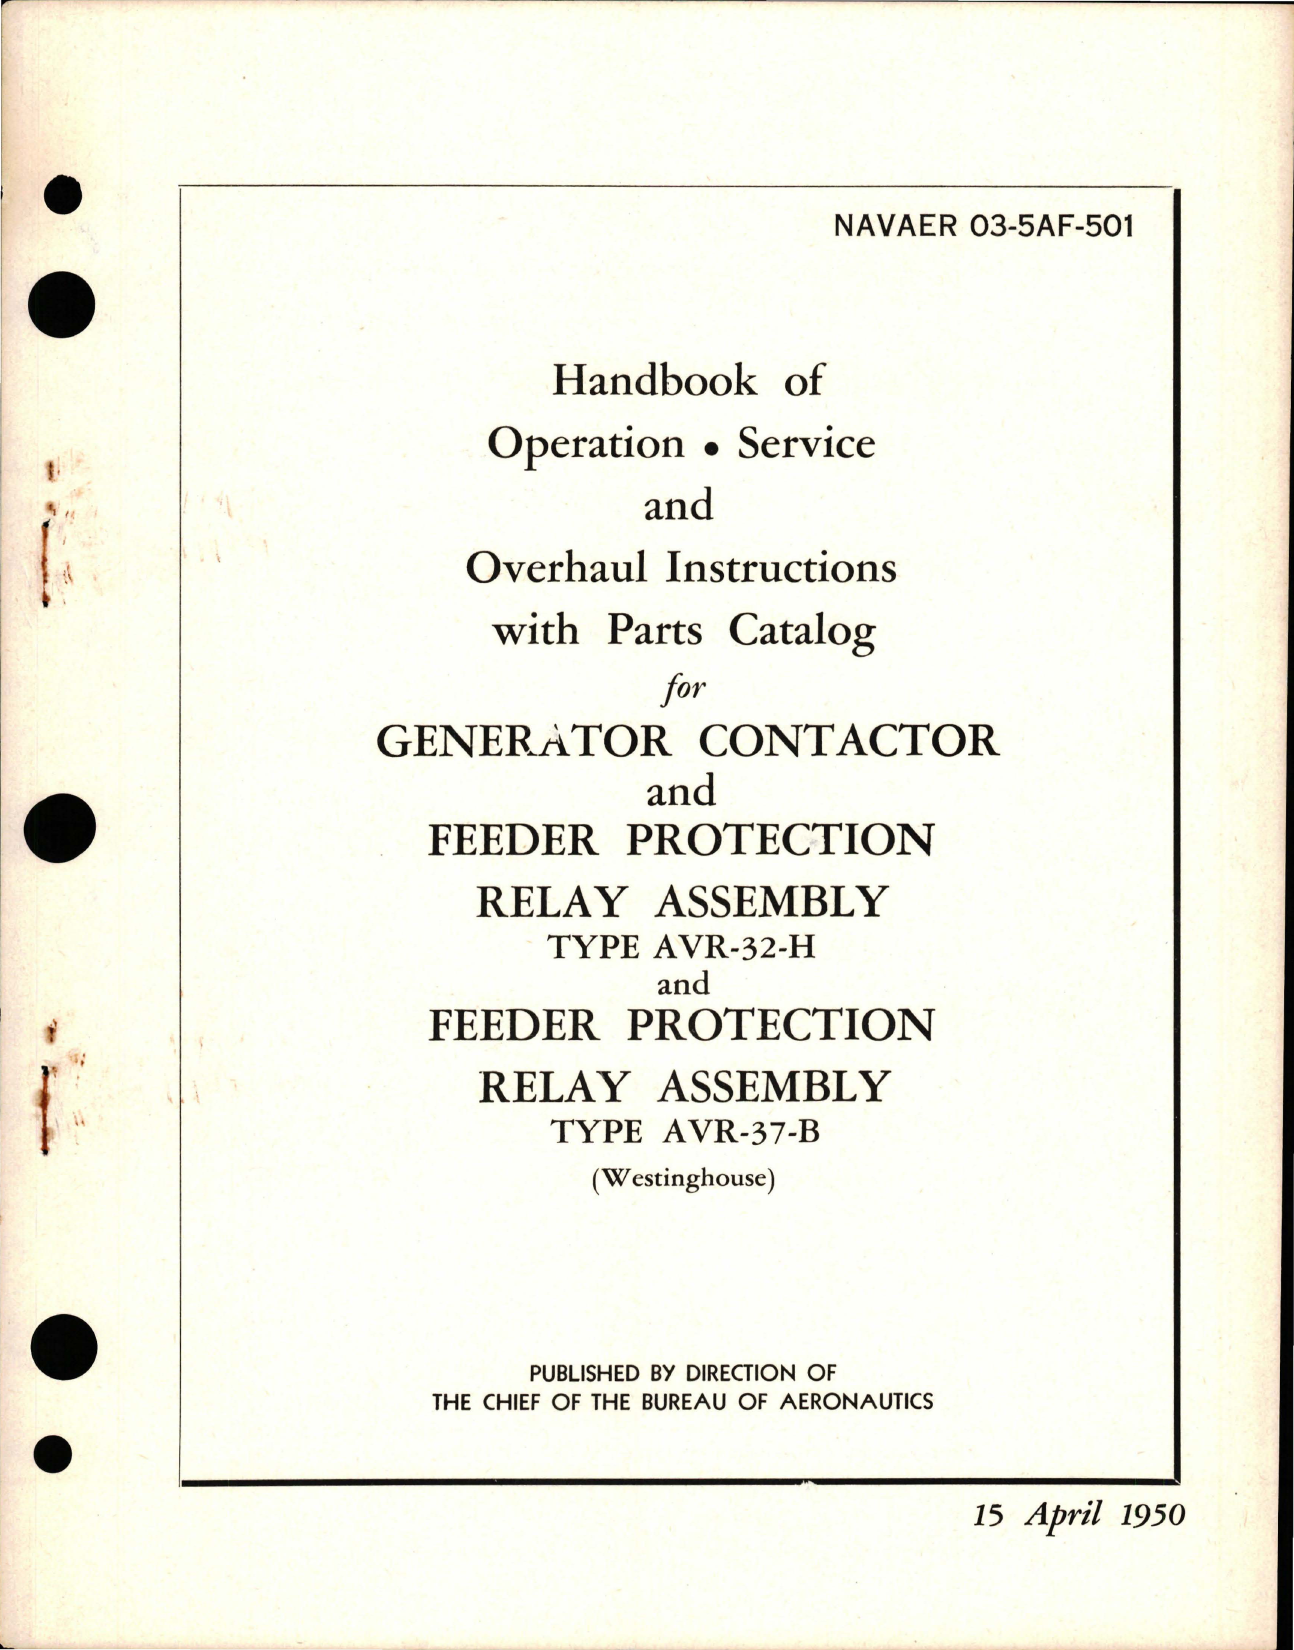 NAVAER 03-5AF-501
Handbook of
Operation • Service
and
Overhaul Instructions
with Parts Catalog
for
GENERATOR CONTACTOR
and
FEEDER PROTECTION
RELAY ASSEMBLY
TYPE AVR-32-H
and
FEEDER PROTECTION
RELAY ASSEMBLY
TYPE AVR-37-B
(Westinghouse)
PUBLISHED BY DIRECTION OF
THE CHIEF OF THE BUREAU OF AERONAUTICS
15 April 1950